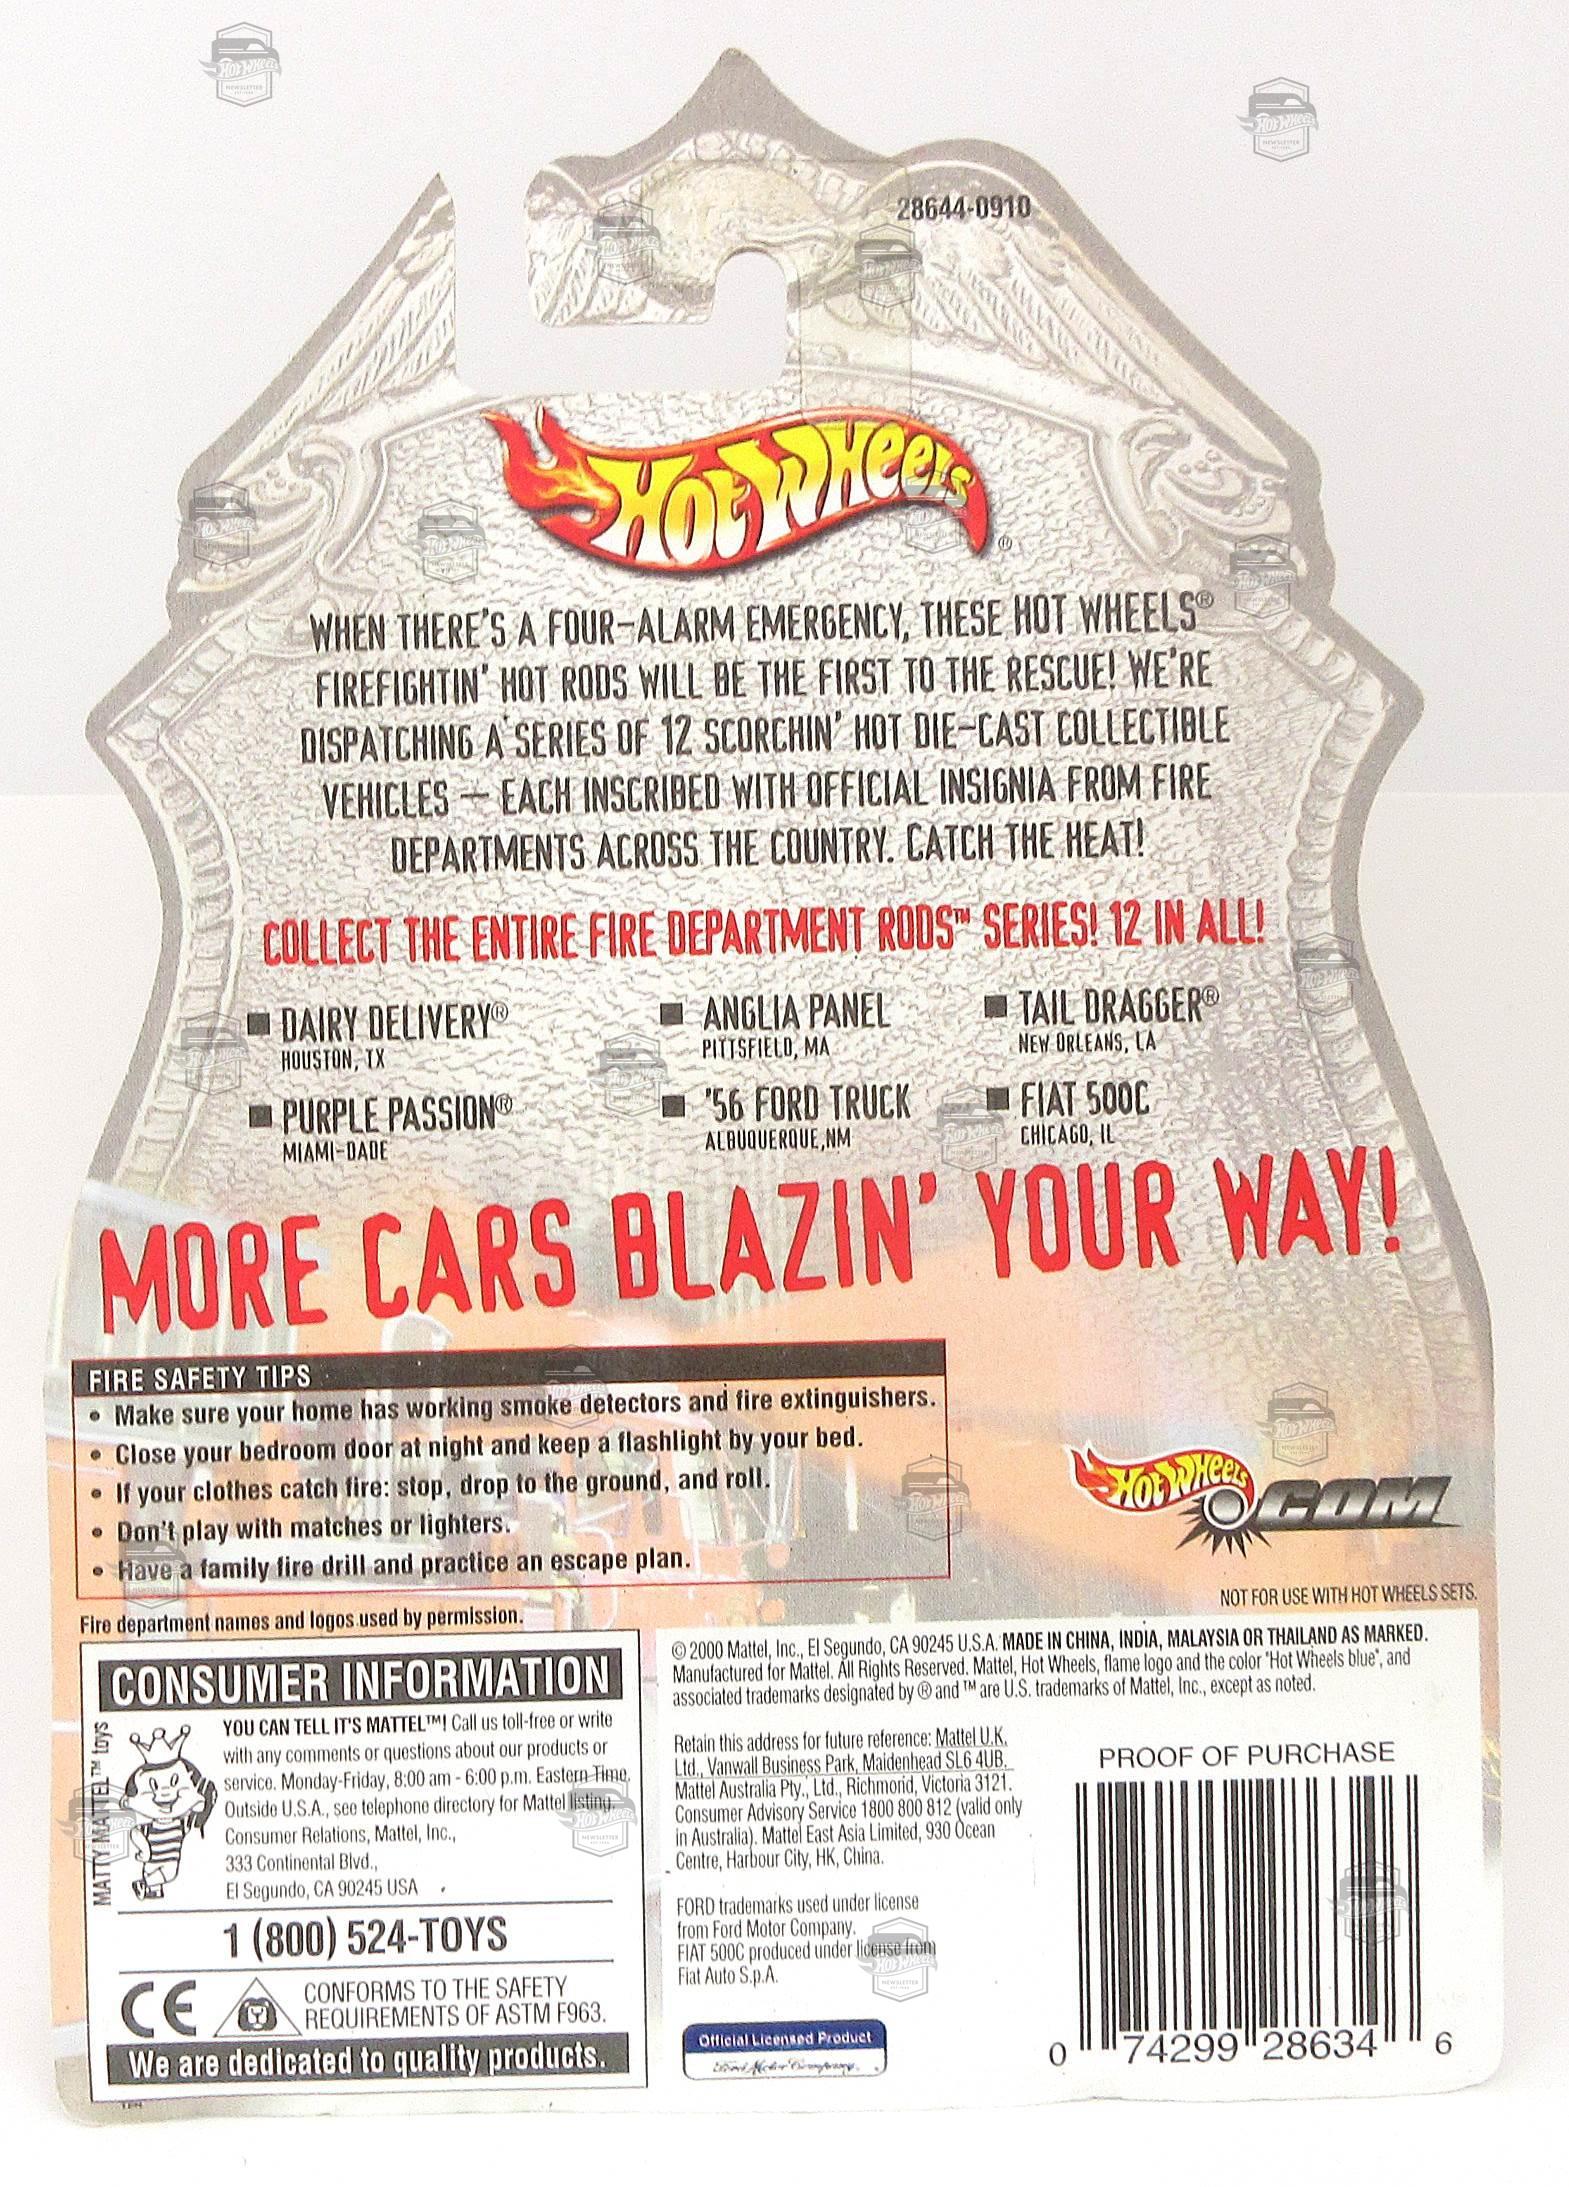 28644-0910
HOT WHEELS ®
WHEN THERE'S A FOUR-ALARM EMERGENCY, THESE HOT WHEELS®
FIREFIGHTIN' HOT RODS WILL BE THE FIRST TO THE RESCUE! WE'RE
DISPATCHING A SERIES OF 12 SCORCHIN' HOT DIE-CAST COLLECTIBLE
VEHICLES — EACH INSCRIBED WITH OFFICIAL INSIGNIA FROM FIRE
DEPARTMENTS ACROSS THE COUNTRY. CATCH THE HEAT!
COLLECT THE ENTIRE FIRE DEPARTMENT RODS™ SERIES! 12 IN ALL!
■ DAIRY DELIVERY®
HOUSTON, TX
■ PURPLE PASSION®
MIAMI-DADE
■ ANGLIA PANEL
PITTSFIELD, MA
■ '56 FORD TRUCK
ALBUQUERQUE,NM
■ TAIL DRAGGER®
NEW ORLEANS, LA
■ FIAT 500C
CHICAGO, IL
MORE CARS BLAZIN' YOUR WAY!
FIRE SAFETY TIPS
• Make sure your home has working smoke detectors and fire extinguishers.
• Close your bedroom door at night and keep a flashlight by your bed.
• If your clothes catch fire: stop, drop to the ground, and roll.
• Don't play with matches or lighters.
• Have a family fire drill and practice an escape plan.
HOT WHEELS.COM
NOT FOR USE WITH HOT WHEELS SETS.
Fire department names and logos used by permission.
CONSUMER INFORMATION
MATTY MATTEL™ toys
YOU CAN TELL IT'S MATTEL™! Call us toll-free or write
with any comments or questions about our products or
service. Monday-Friday, 8:00 am - 6:00 p.m. Eastern Time.
Outside U.S.A., see telephone directory for Mattel listing.
Consumer Relations, Mattel, Inc.,
333 Continental Blvd.,
El Segundo, CA 90245 USA
1 (800) 524-TOYS
CE
CONFORMS TO THE SAFETY
REQUIREMENTS OF ASTM F963.
We are dedicated to quality products.
© 2000 Mattel, Inc., El Segundo, CA 90245 U.S.A. MADE IN CHINA, INDIA, MALAYSIA OR THAILAND AS MARKED.
Manufactured for Mattel. All Rights Reserved. Mattel, Hot Wheels, flame logo and the color "Hot Wheels blue", and
associated trademarks designated by ® and ™ are U.S. trademarks of Mattel, Inc., except as noted.
Retain this address for future reference: Mattel U.K.
Ltd., Vanwall Business Park, Maidenhead SL6 4UB.
Mattel Australia Pty., Ltd., Richmond, Victoria 3121.
Consumer Advisory Service 1800 800 812 (valid only
in Australia). Mattel East Asia Limited, 930 Ocean
Centre, Harbour City, HK, China.
FORD trademarks used under license
from Ford Motor Company.
FIAT 500C produced under license from
Fiat Auto S.p.A.
Official Licensed Product
Ford Motor Company
PROOF OF PURCHASE
0 74299 28634 6